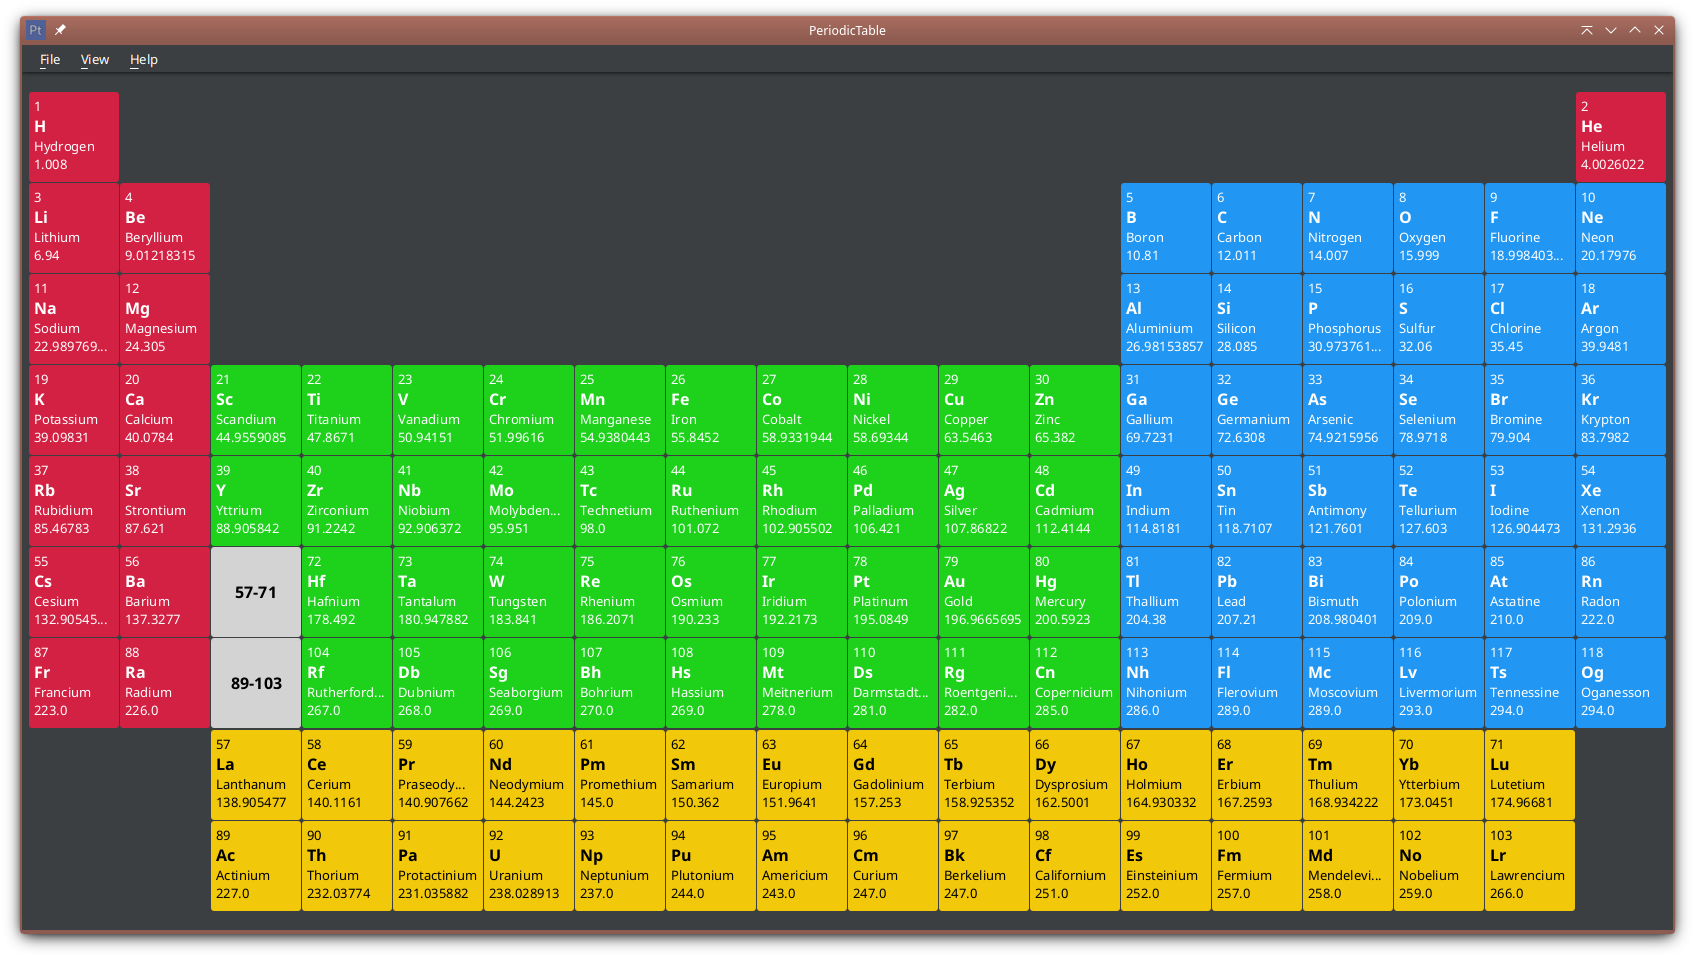 Pt
PeriodicTable
File View Help
1
H
Hydrogen
1.008
2
He
Helium
4.0026022
3
Li
Lithium
6.94
4
Be
Beryllium
9.01218315
5
B
Boron
10.81
6
C
Carbon
12.011
7
N
Nitrogen
14.007
8
O
Oxygen
15.999
9
F
Fluorine
18.998403...
10
Ne
Neon
20.17976
11
Na
Sodium
22.989769...
12
Mg
Magnesium
24.305
13
Al
Aluminium
26.98153857
14
Si
Silicon
28.085
15
P
Phosphorus
30.973761...
16
S
Sulfur
32.06
17
Cl
Chlorine
35.45
18
Ar
Argon
39.9481
19
K
Potassium
39.09831
20
Ca
Calcium
40.0784
21
Sc
Scandium
44.9559085
22
Ti
Titanium
47.8671
23
V
Vanadium
50.94151
24
Cr
Chromium
51.99616
25
Mn
Manganese
54.9380443
26
Fe
Iron
55.8452
27
Co
Cobalt
58.9331944
28
Ni
Nickel
58.69344
29
Cu
Copper
63.5463
30
Zn
Zinc
65.382
31
Ga
Gallium
69.7231
32
Ge
Germanium
72.6308
33
As
Arsenic
74.9215956
34
Se
Selenium
78.9718
35
Br
Bromine
79.904
36
Kr
Krypton
83.7982
37
Rb
Rubidium
85.46783
38
Sr
Strontium
87.621
39
Y
Yttrium
88.905842
40
Zr
Zirconium
91.2242
41
Nb
Niobium
92.906372
42
Mo
Molybden...
95.951
43
Tc
Technetium
98.0
44
Ru
Ruthenium
101.072
45
Rh
Rhodium
102.905502
46
Pd
Palladium
106.421
47
Ag
Silver
107.86822
48
Cd
Cadmium
112.4144
49
In
Indium
114.8181
50
Sn
Tin
118.7107
51
Sb
Antimony
121.7601
52
Te
Tellurium
127.603
53
I
Iodine
126.904473
54
Xe
Xenon
131.2936
55
Cs
Cesium
132.90545...
56
Ba
Barium
137.3277
57-71
72
Hf
Hafnium
178.492
73
Ta
Tantalum
180.947882
74
W
Tungsten
183.841
75
Re
Rhenium
186.2071
76
Os
Osmium
190.233
77
Ir
Iridium
192.2173
78
Pt
Platinum
195.0849
79
Au
Gold
196.9665695
80
Hg
Mercury
200.5923
81
Tl
Thallium
204.38
82
Pb
Lead
207.21
83
Bi
Bismuth
208.980401
84
Po
Polonium
209.0
85
At
Astatine
210.0
86
Rn
Radon
222.0
87
Fr
Francium
223.0
88
Ra
Radium
226.0
89-103
104
Rf
Rutherford...
267.0
105
Db
Dubnium
268.0
106
Sg
Seaborgium
269.0
107
Bh
Bohrium
270.0
108
Hs
Hassium
269.0
109
Mt
Meitnerium
278.0
110
Ds
Darmstadt...
281.0
111
Rg
Roentgeni...
282.0
112
Cn
Copernicium
285.0
113
Nh
Nihonium
286.0
114
Fl
Flerovium
289.0
115
Mc
Moscovium
289.0
116
Lv
Livermorium
293.0
117
Ts
Tennessine
294.0
118
Og
Oganesson
294.0
57
La
Lanthanum
138.905477
58
Ce
Cerium
140.1161
59
Pr
Praseody...
140.907662
60
Nd
Neodymium
144.2423
61
Pm
Promethium
145.0
62
Sm
Samarium
150.362
63
Eu
Europium
151.9641
64
Gd
Gadolinium
157.253
65
Tb
Terbium
158.925352
66
Dy
Dysprosium
162.5001
67
Ho
Holmium
164.930332
68
Er
Erbium
167.2593
69
Tm
Thulium
168.934222
70
Yb
Ytterbium
173.0451
71
Lu
Lutetium
174.96681
89
Ac
Actinium
227.0
90
Th
Thorium
232.03774
91
Pa
Protactinium
231.035882
92
U
Uranium
238.028913
93
Np
Neptunium
237.0
94
Pu
Plutonium
244.0
95
Am
Americium
243.0
96
Cm
Curium
247.0
97
Bk
Berkelium
247.0
98
Cf
Californium
251.0
99
Es
Einsteinium
252.0
100
Fm
Fermium
257.0
101
Md
Mendelevi...
258.0
102
No
Nobelium
259.0
103
Lr
Lawrencium
266.0